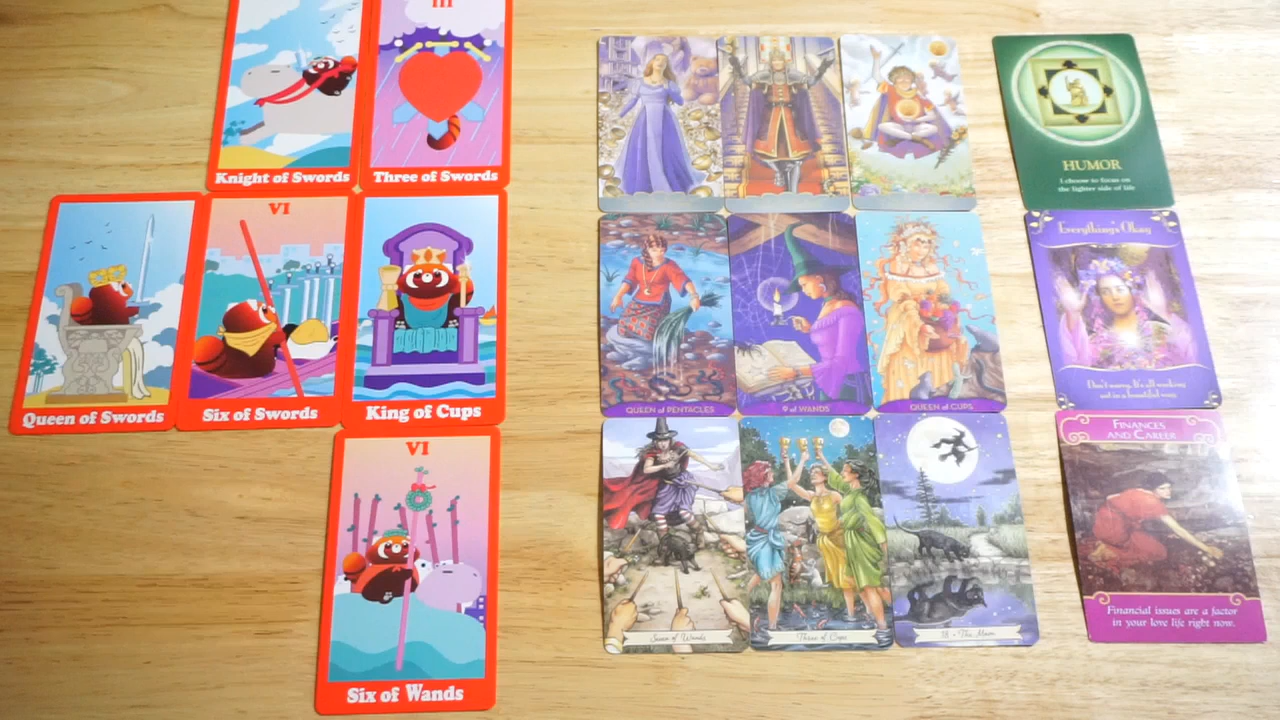 III
Knight of Swords
Three of Swords
VI
Queen of Swords
Six of Swords
King of Cups
VI
Six of Wands
QUEEN OF PENTACLES
9 OF WANDS
QUEEN OF CUPS
Seven of Wands
Three of Cups
18 • The Moon
HUMOR
I choose to focus on
the lighter side of life
Everything's Okay
Don't worry. It's all working
out in a beautiful way.
FINANCES
AND CAREER
Financial issues are a factor
in your love life right now.